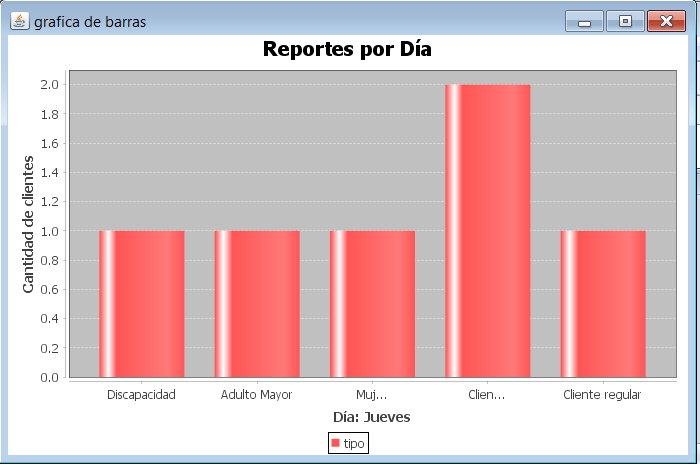 grafica de barras
Reportes por Día
Cantidad de clientes
2.0
1.8
1.6
1.4
1.2
1.0
0.8
0.6
0.4
0.2
0.0
Discapacidad Adulto Mayor Muj... Clien... Cliente regular
Día: Jueves
tipo